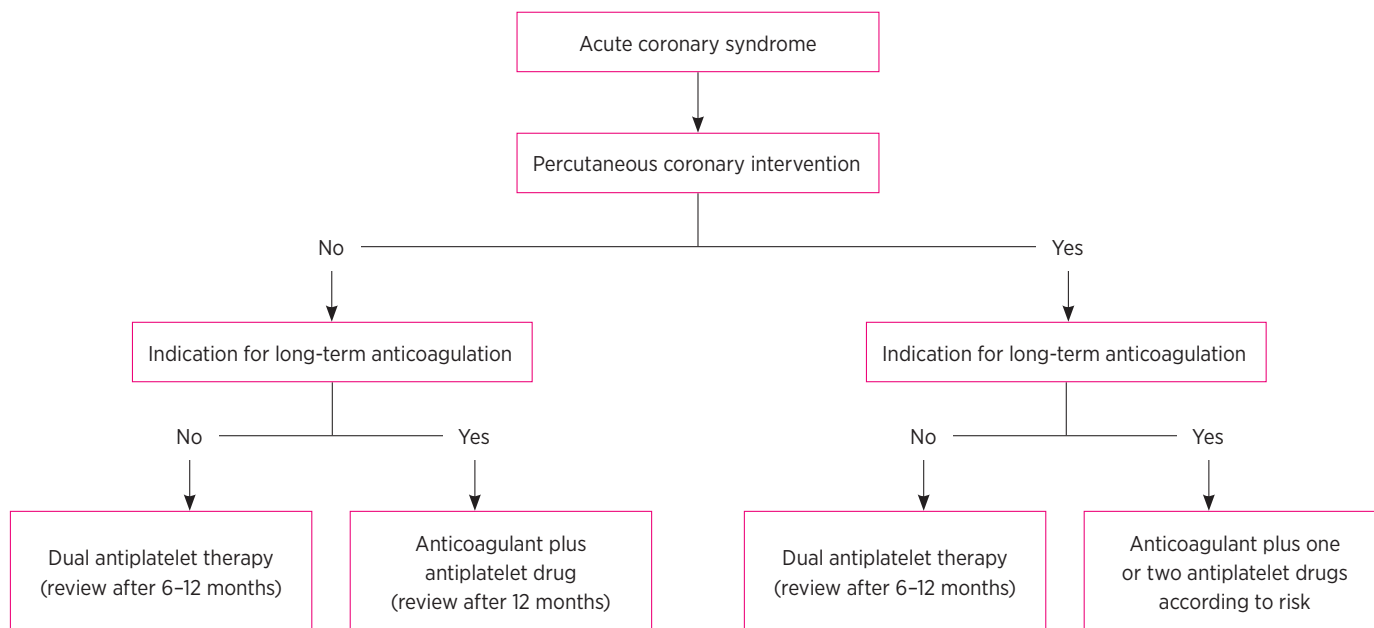 Acute coronary syndrome
Percutaneous coronary intervention
No
Yes
Indication for long-term anticoagulation
Indication for long-term anticoagulation
No
Yes
No
Yes
Dual antiplatelet therapy
(review after 6–12 months)
Anticoagulant plus
antiplatelet drug
(review after 12 months)
Dual antiplatelet therapy
(review after 6–12 months)
Anticoagulant plus one
or two antiplatelet drugs
according to risk